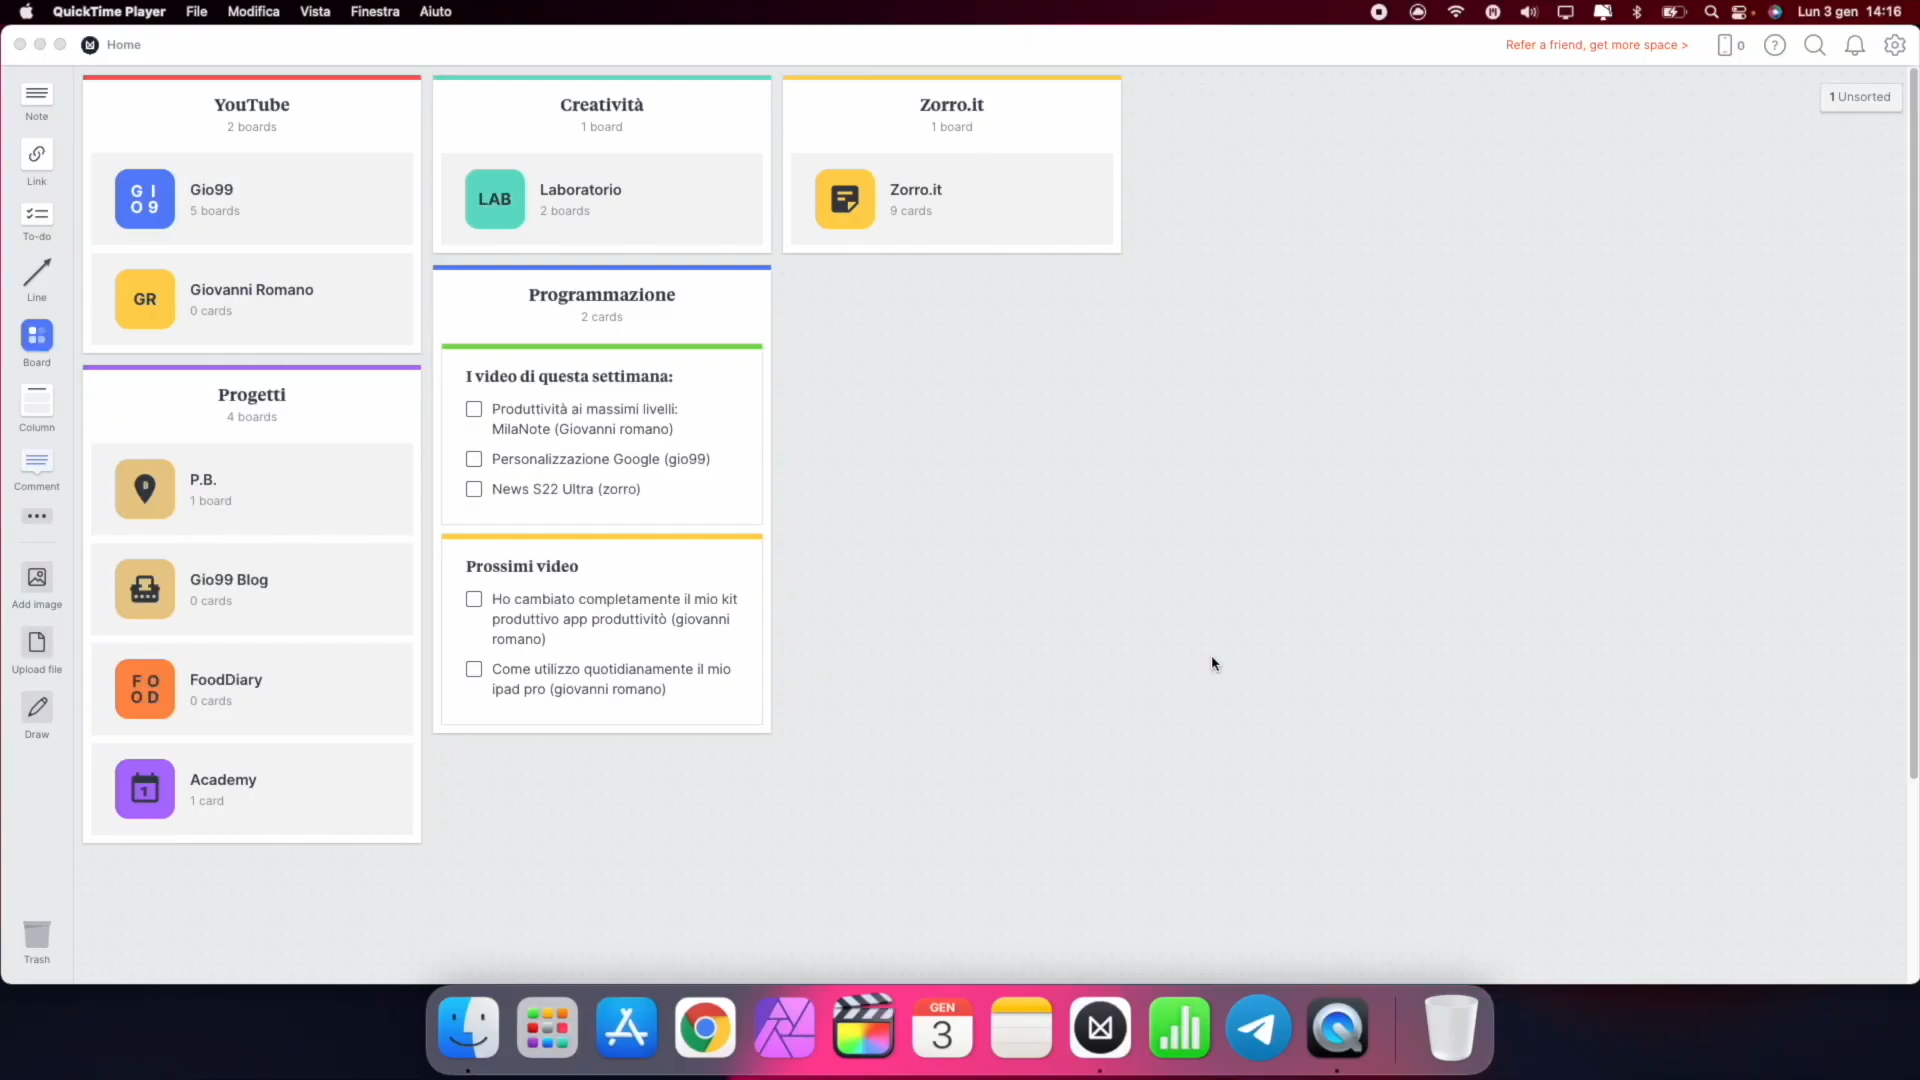 QuickTime Player File Modifica Vista Finestra Aiuto
Lun 3 gen 14:16
Home
Refer a friend, get more space >
0
1 Unsorted
Note
Link
To-do
Line
Board
Column
Comment
Add image
Upload file
Draw
Trash
YouTube
2 boards
GI
O9
Gio99
5 boards
GR
Giovanni Romano
0 cards
Progetti
4 boards
B
P.B.
1 board
Gio99 Blog
0 cards
FO
OD
FoodDiary
0 cards
1
Academy
1 card
Creatività
1 board
LAB
Laboratorio
2 boards
Programmazione
2 cards
I video di questa settimana:
Produttività ai massimi livelli:
MilaNote (Giovanni romano)
Personalizzazione Google (gio99)
News S22 Ultra (zorro)
Prossimi video
Ho cambiato completamente il mio kit
produttivo app produttivitò (giovanni
romano)
Come utilizzo quotidianamente il mio
ipad pro (giovanni romano)
Zorro.it
1 board
Zorro.it
9 cards
GEN
3